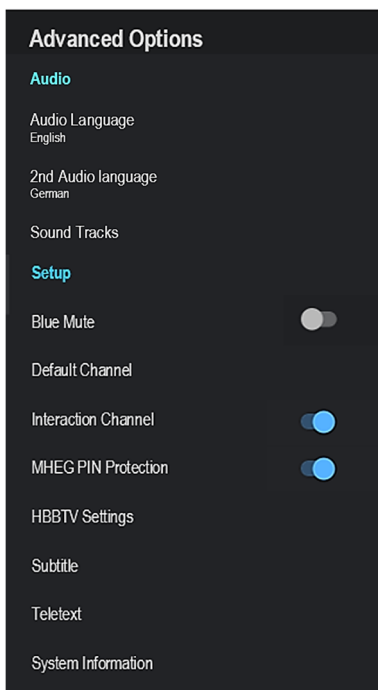 Advanced Options
Audio
Audio Language
English
2nd Audio language
German
Sound Tracks
Setup
Blue Mute
Default Channel
Interaction Channel
MHEG PIN Protection
HBBTV Settings
Subtitle
Teletext
System Information